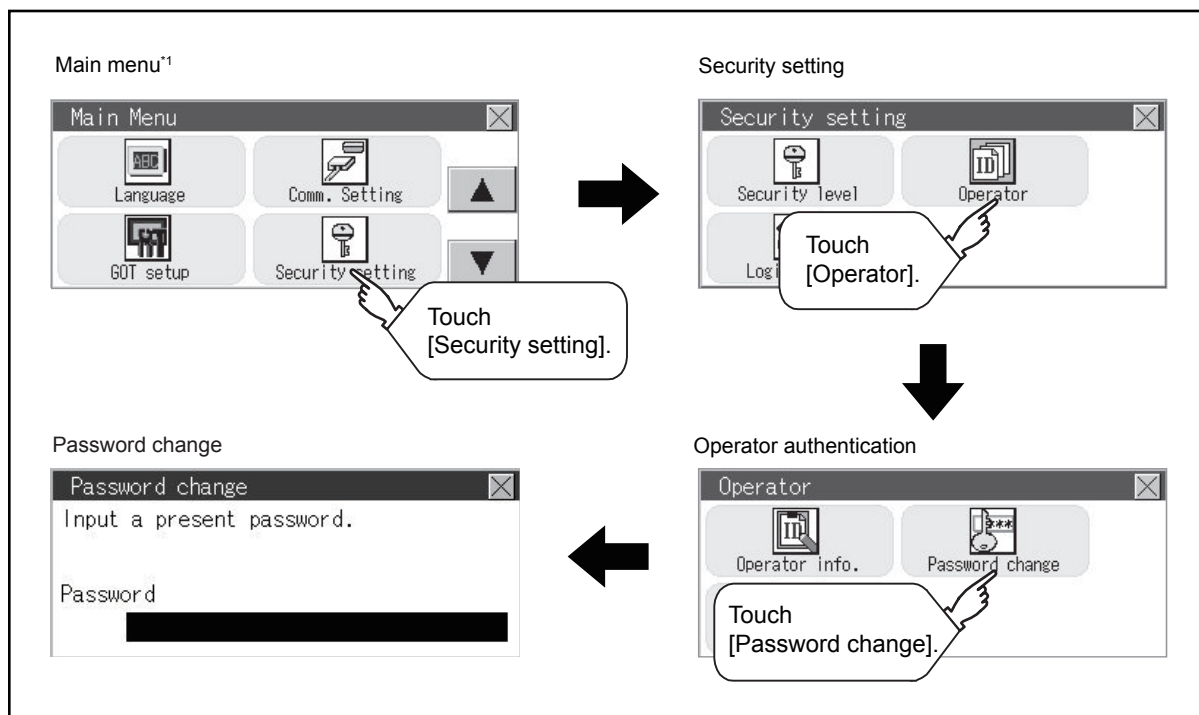 Main menu*1
Main Menu
Language
Comm. Setting
GOT setup
Security setting
Touch
[Security setting].
Security setting
Security setting
Security level
Operator
Logi
Touch
[Operator].
Operator authentication
Operator
Operator info.
Password change
Touch
[Password change].
Password change
Password change
Input a present password.
Password